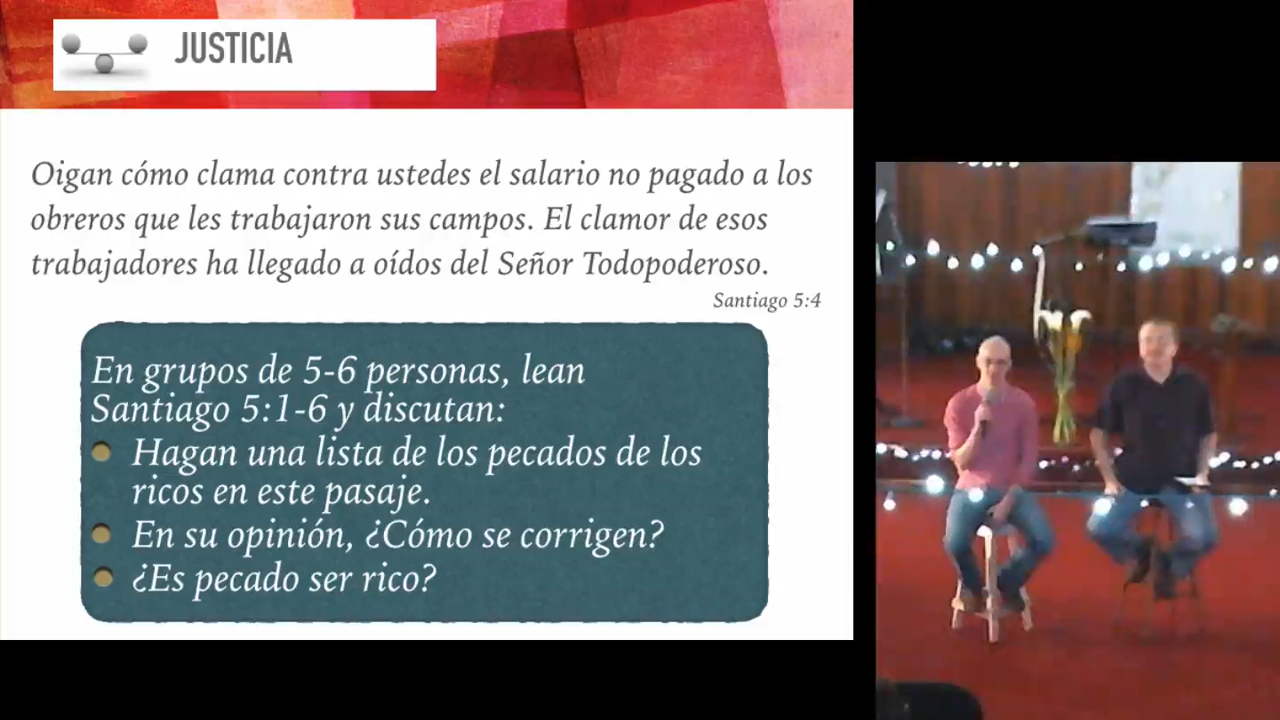 JUSTICIA
Oigan cómo clama contra ustedes el salario no pagado a los
obreros que les trabajaron sus campos. El clamor de esos
trabajadores ha llegado a oídos del Señor Todopoderoso.
Santiago 5:4
En grupos de 5-6 personas, lean
Santiago 5:1-6 y discutan:
Hagan una lista de los pecados de los
ricos en este pasaje.
En su opinión, ¿Cómo se corrigen?
¿Es pecado ser rico?